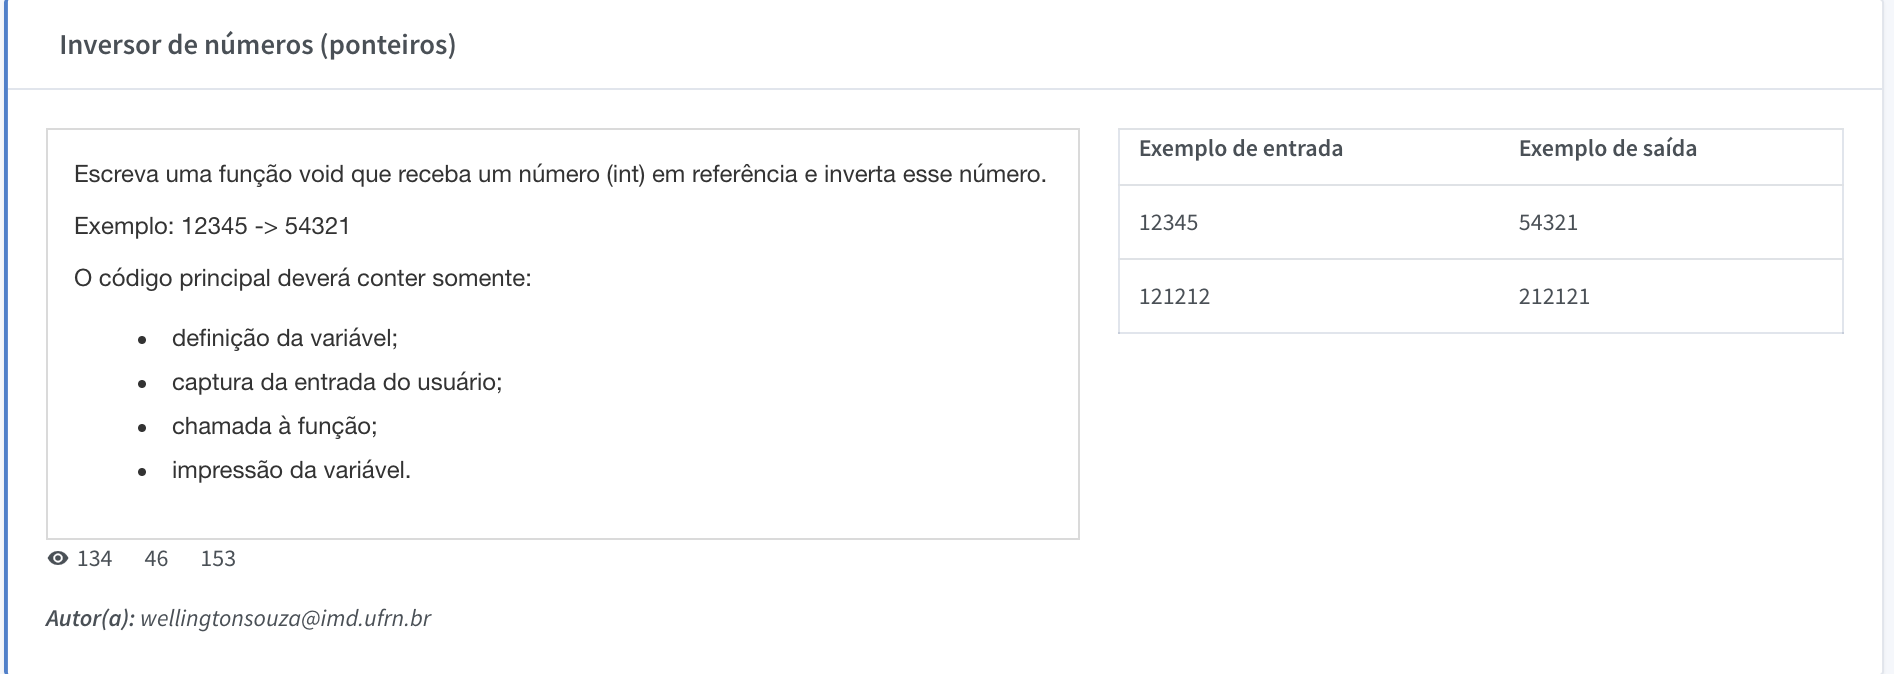 Inversor de números (ponteiros)
Escreva uma função void que receba um número (int) em referência e inverta esse número.
Exemplo: 12345 -> 54321
O código principal deverá conter somente:
• definição da variável;
• captura da entrada do usuário;
• chamada à função;
• impressão da variável.
134 46 153
Autor(a): wellingtonsouza@imd.ufrn.br
Exemplo de entrada Exemplo de saída
12345 54321
121212 212121